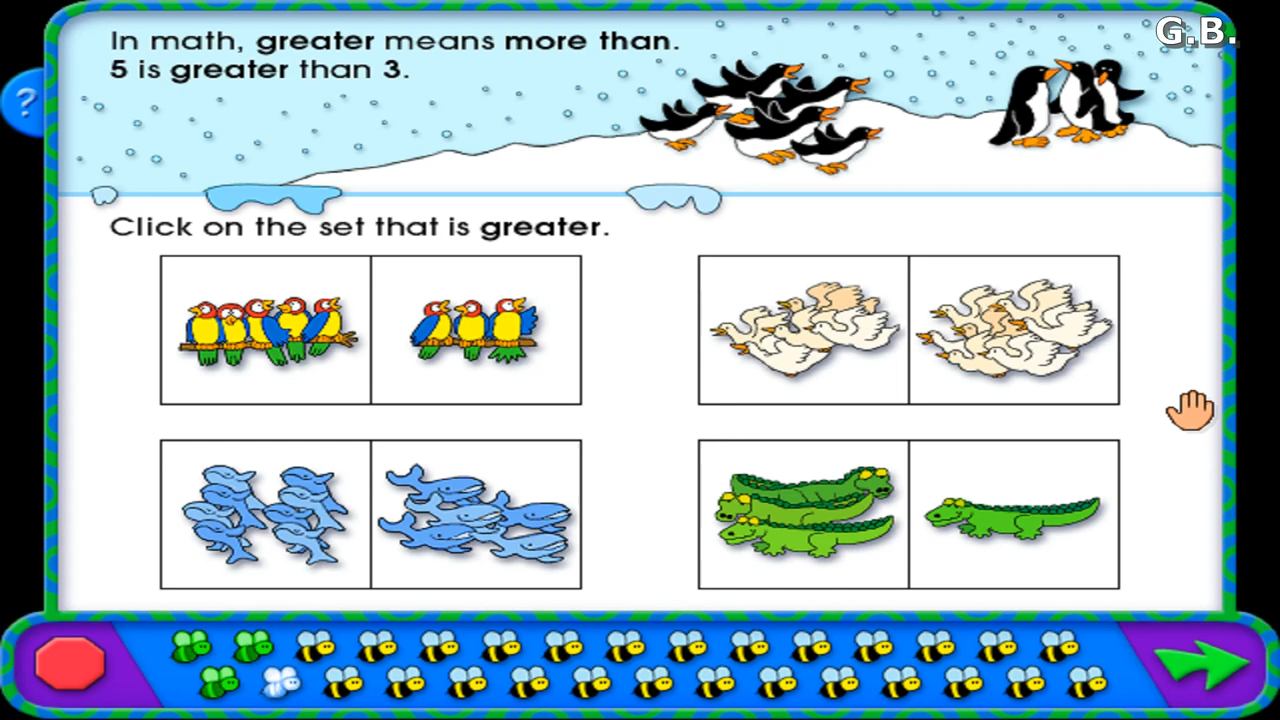 In math, greater means more than.
5 is greater than 3.
G.B.
?
Click on the set that is greater.